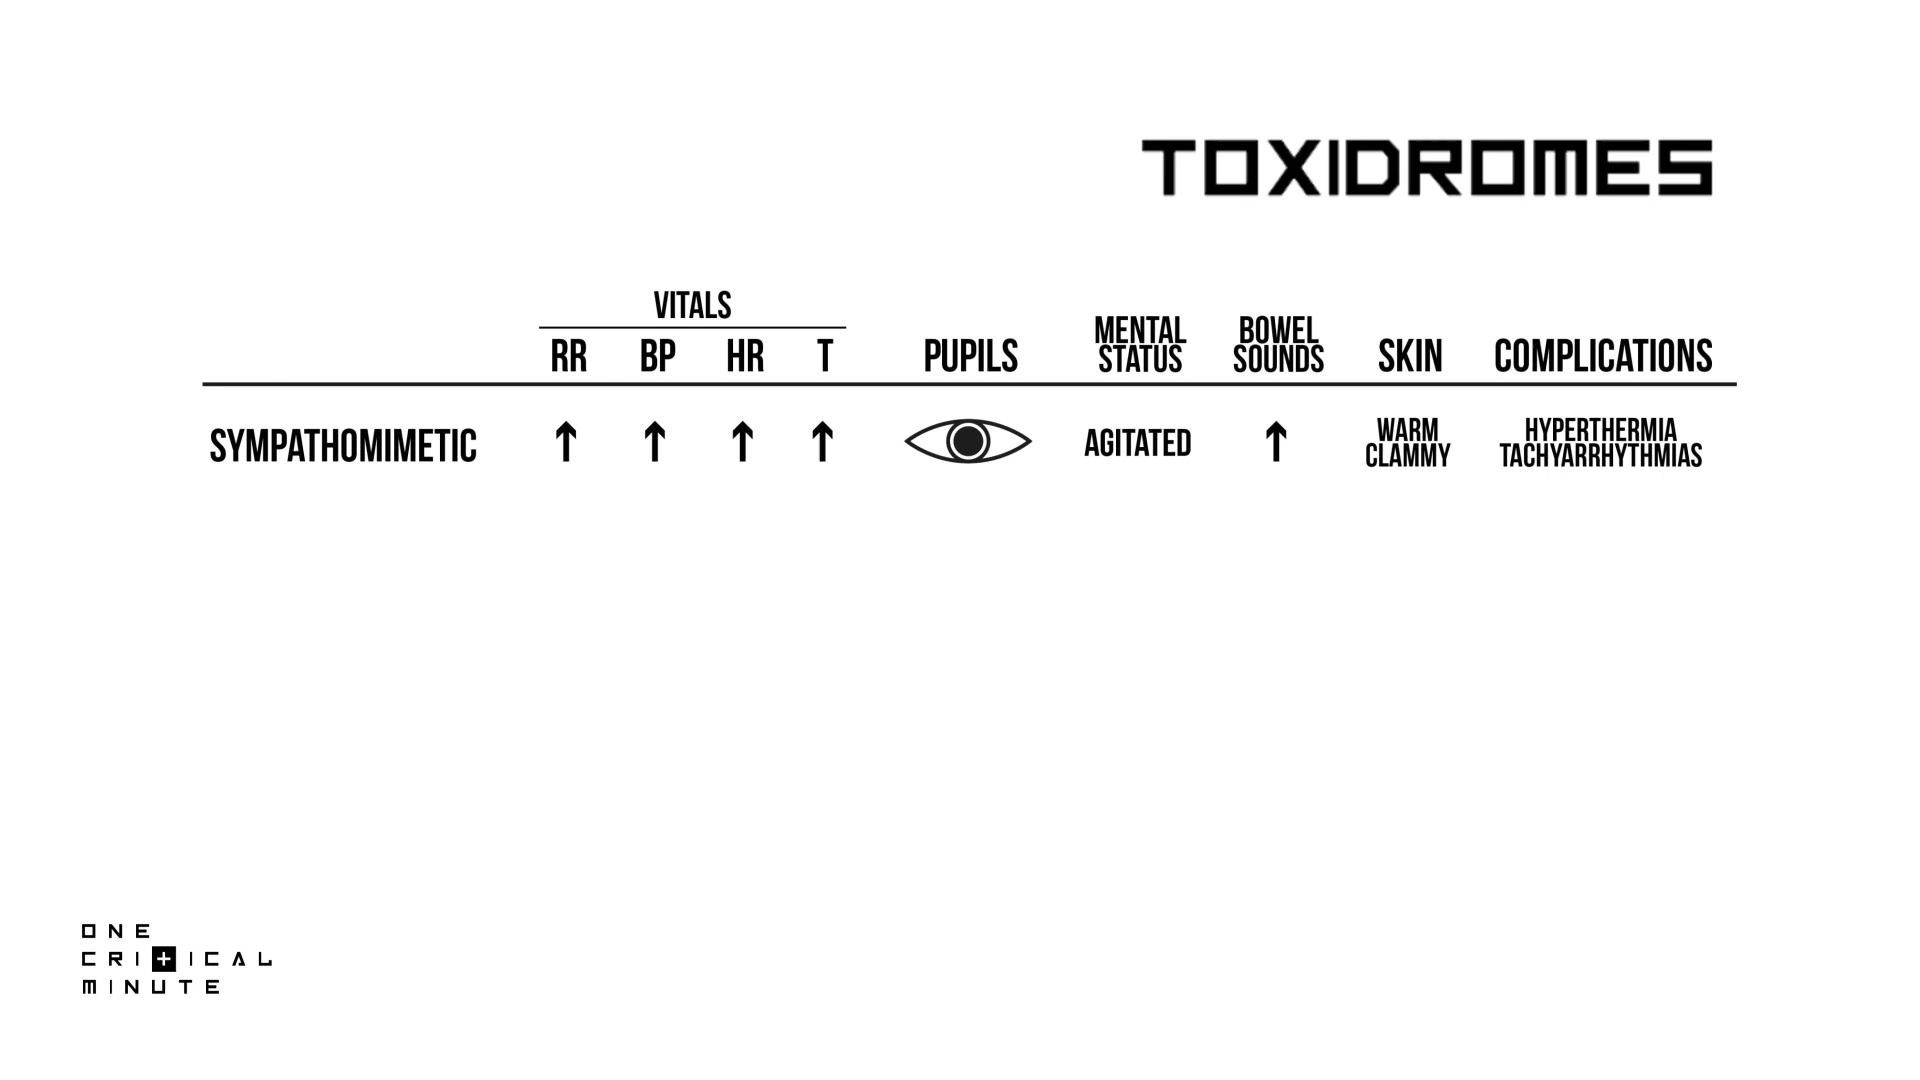 TOXIDROMES
VITALS
RR BP HR T PUPILS MENTAL STATUS BOWEL SOUNDS SKIN COMPLICATIONS
SYMPATHOMIMETIC ↑ ↑ ↑ ↑ AGITATED ↑ WARM CLAMMY HYPERTHERMIA TACHYARRHYTHMIAS
ONE
CRITICAL
MINUTE